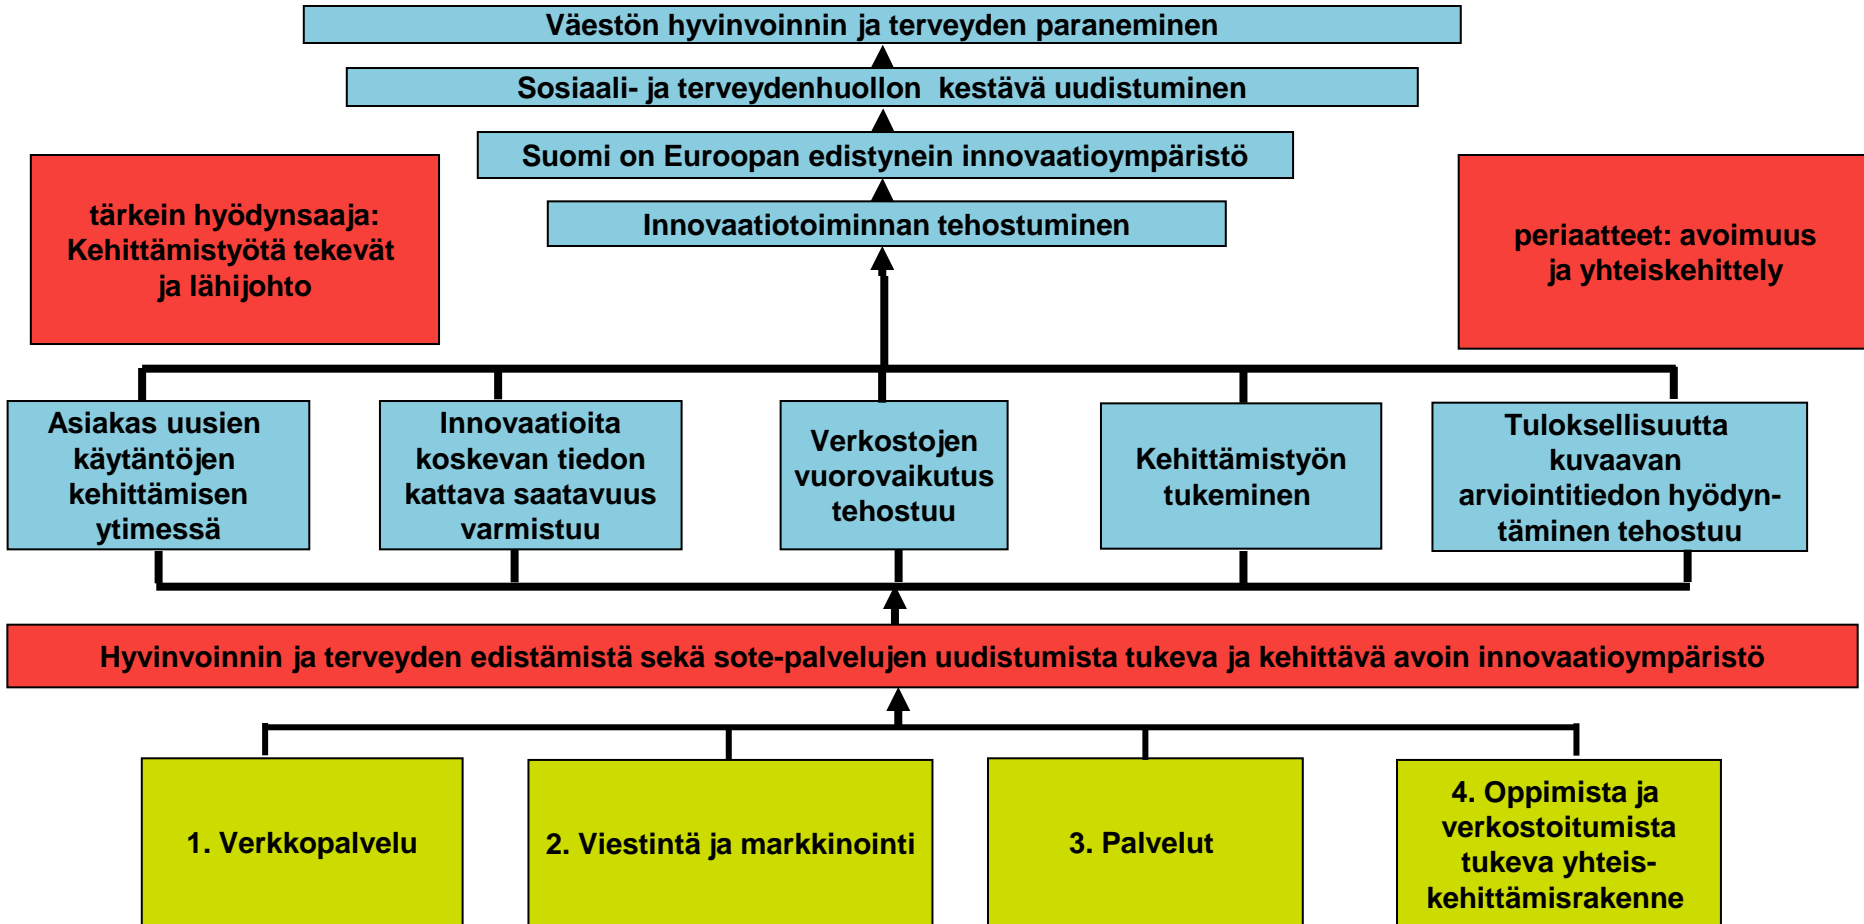 Väestön hyvinvoinnin ja terveyden paraneminen
Sosiaali- ja terveydenhuollon kestävä uudistuminen
Suomi on Euroopan edistynein innovaatioympäristö
Innovaatiotoiminnan tehostuminen
tärkein hyödynsaaja:
Kehittämistyötä tekevät
ja lähijohto
periaatteet: avoimuus
ja yhteiskehittely
Asiakas uusien
käytäntöjen
kehittämisen
ytimessä
Innovaatioita
koskevan tiedon
kattava saatavuus
varmistuu
Verkostojen
vuorovaikutus
tehostuu
Kehittämistyön
tukeminen
Tuloksellisuutta
kuvaavan
arviointitiedon hyödyn-
täminen tehostuu
Hyvinvoinnin ja terveyden edistämistä sekä sote-palvelujen uudistumista tukeva ja kehittävä avoin innovaatioympäristö
1. Verkkopalvelu
2. Viestintä ja markkinointi
3. Palvelut
4. Oppimista ja
verkostoitumista
tukeva yhteis-
kehittämisrakenne